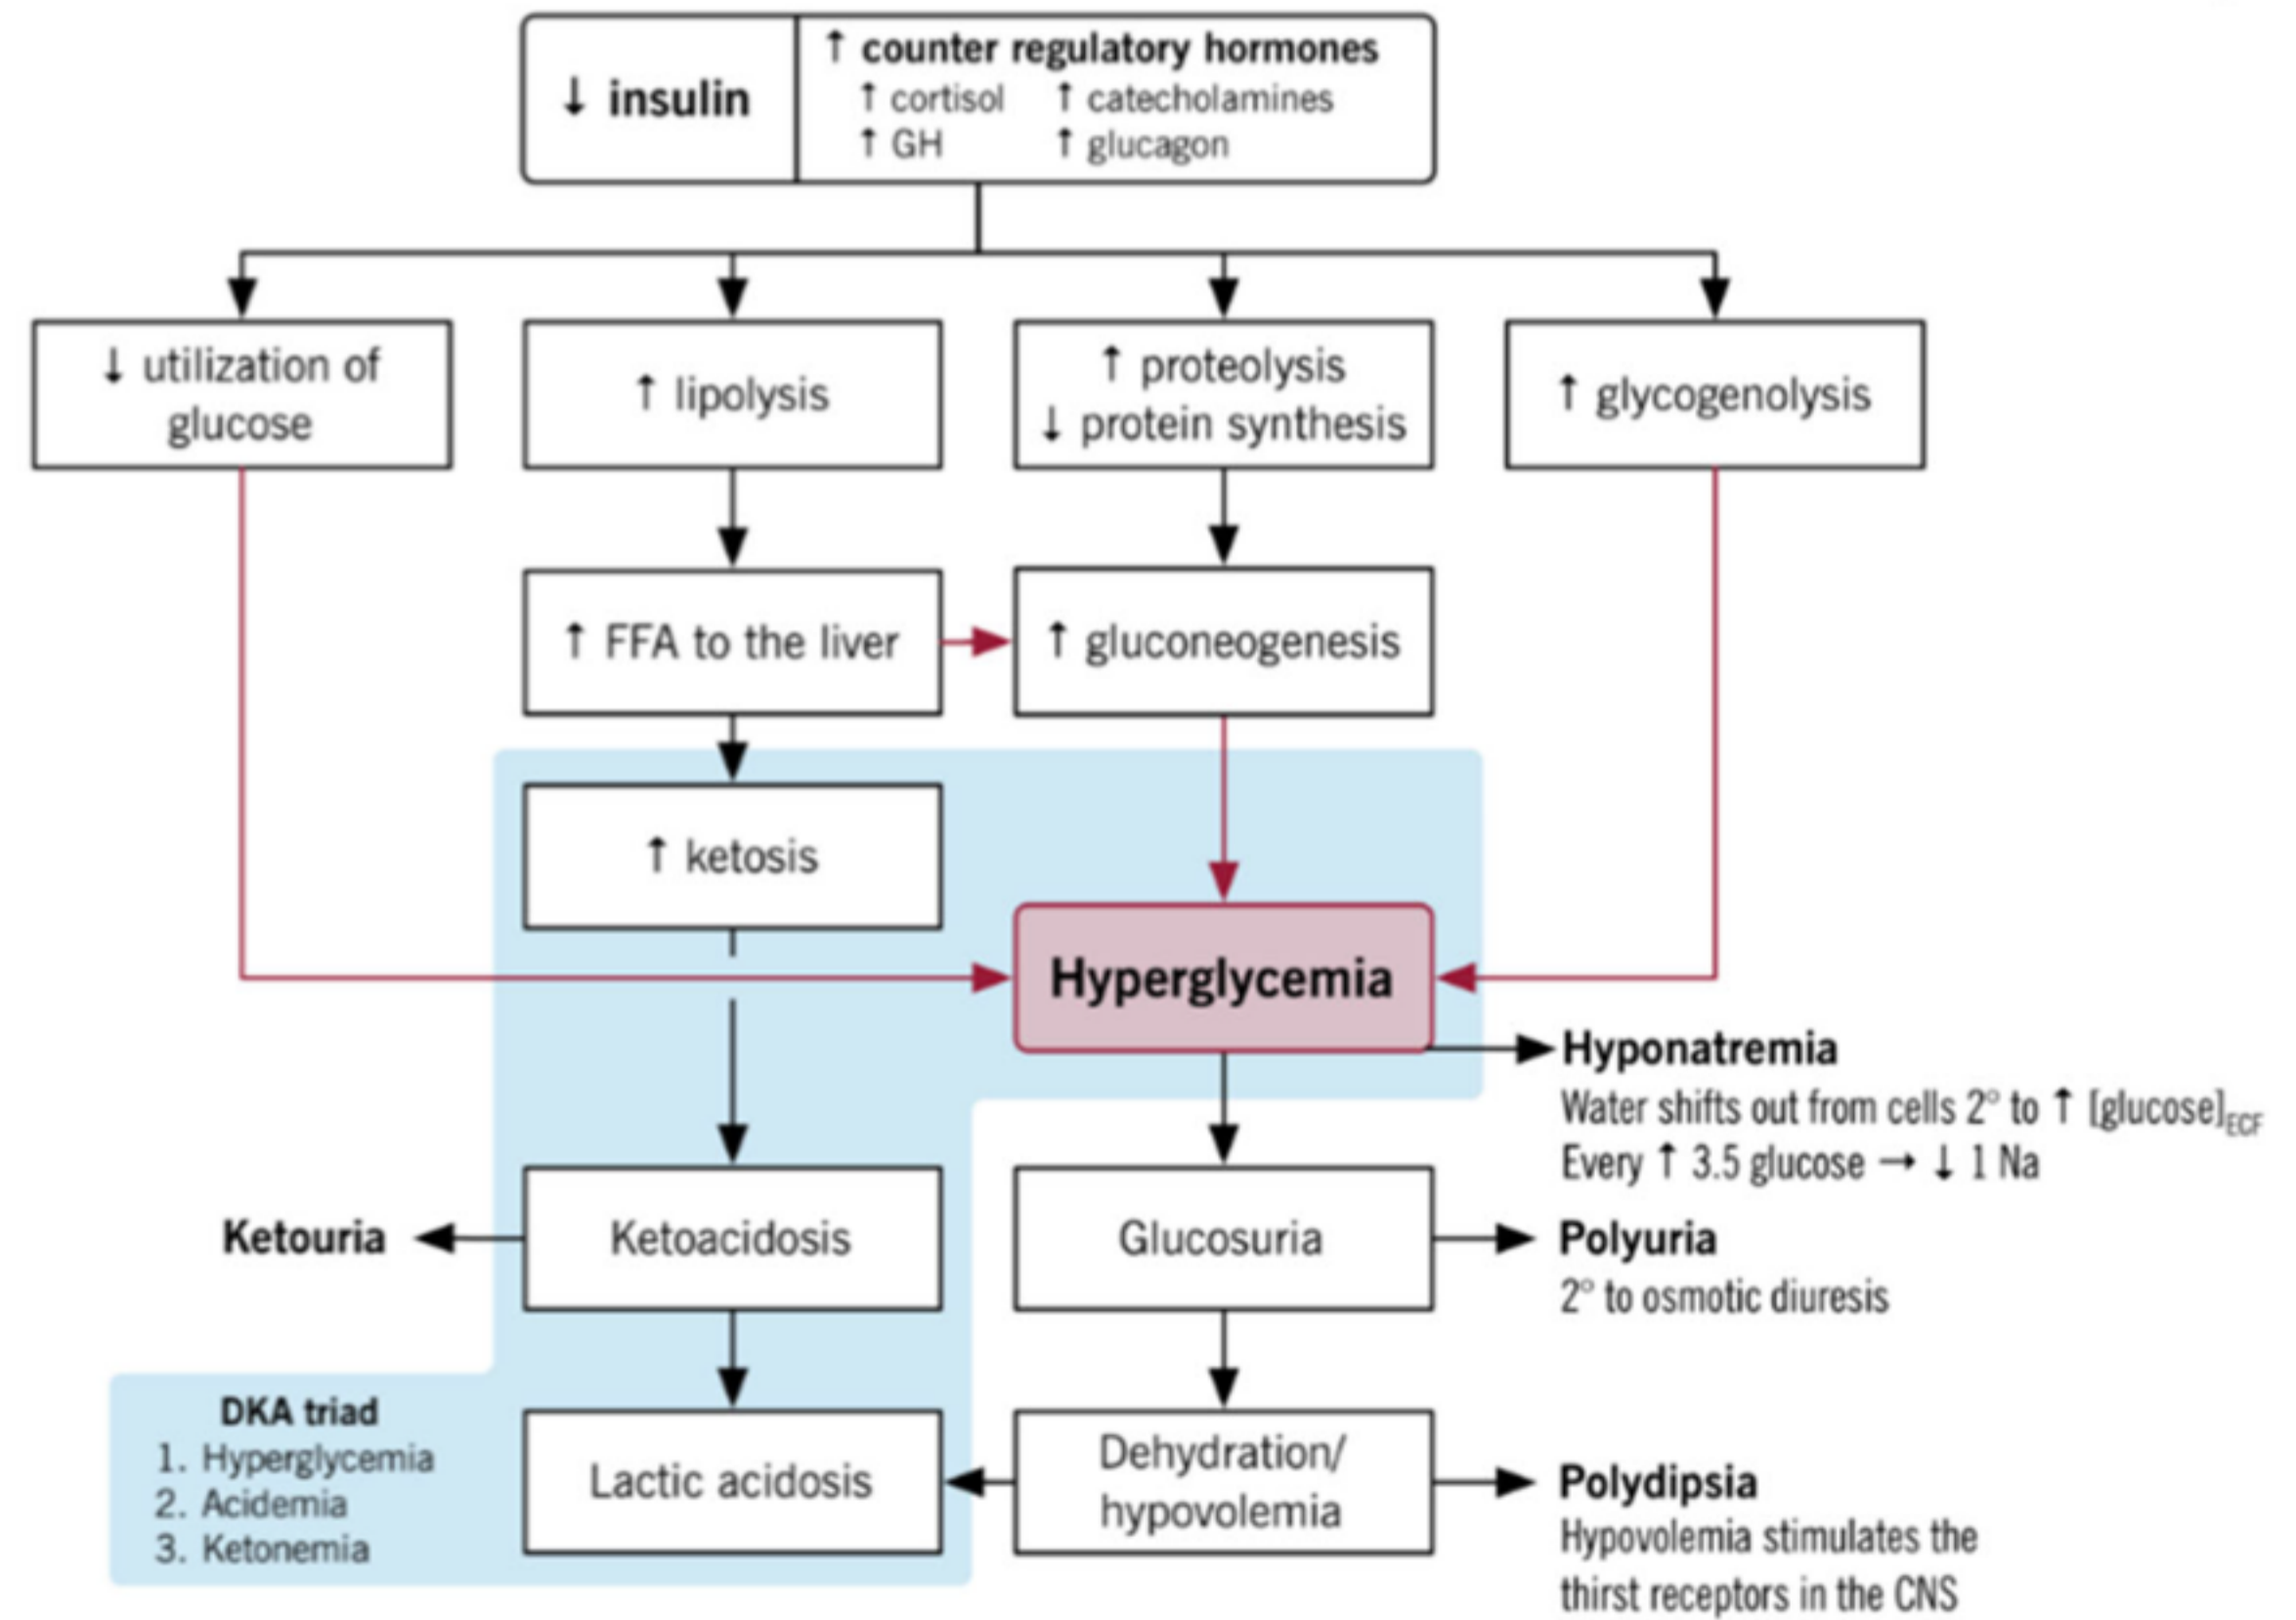 ↓ insulin
↑ counter regulatory hormones
↑ cortisol ↑ catecholamines
↑ GH ↑ glucagon
↓ utilization of
glucose
↑ lipolysis
↑ proteolysis
↓ protein synthesis
↑ glycogenolysis
↑ FFA to the liver
↑ gluconeogenesis
↑ ketosis
Hyperglycemia
Hyponatremia
Water shifts out from cells 2° to ↑ [glucose]ECF
Every ↑ 3.5 glucose → ↓ 1 Na
Ketouria
Ketoacidosis
Glucosuria
Polyuria
2° to osmotic diuresis
DKA triad
1. Hyperglycemia
2. Acidemia
3. Ketonemia
Lactic acidosis
Dehydration/
hypovolemia
Polydipsia
Hypovolemia stimulates the
thirst receptors in the CNS